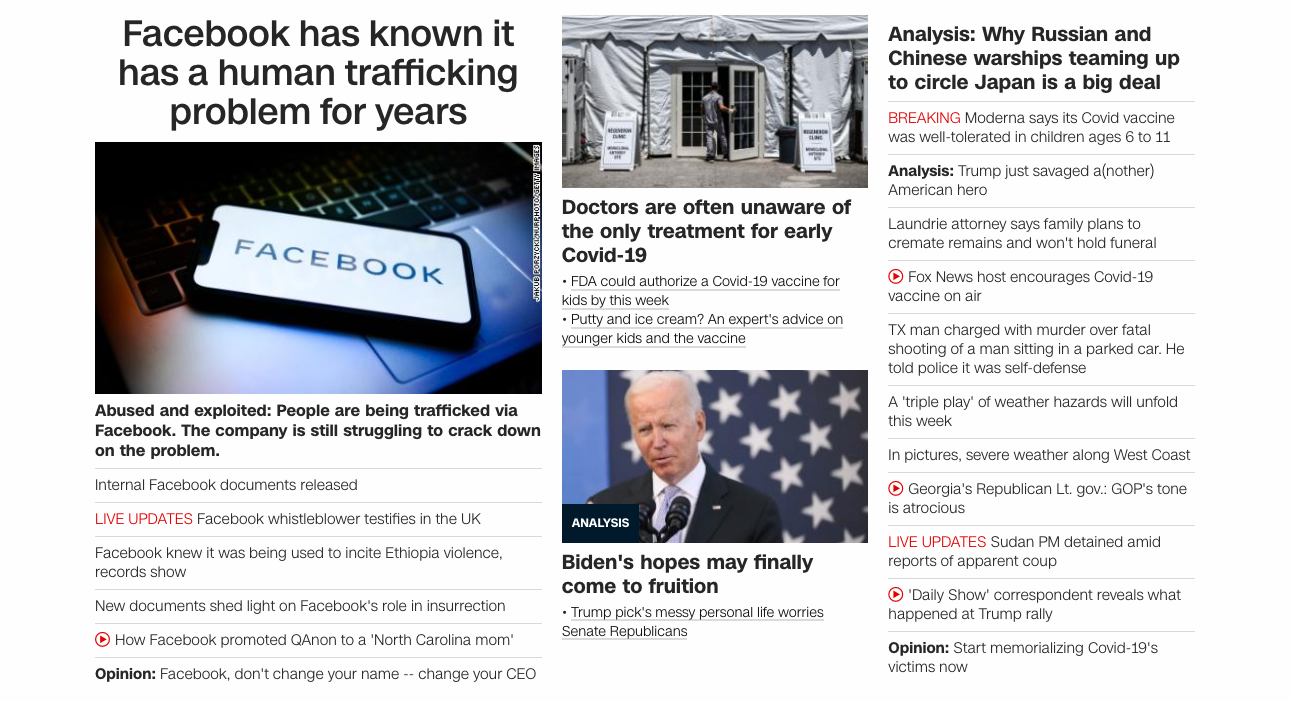 Facebook has known it
has a human trafficking
problem for years
FACEBOOK
JAKUB PORZYCKI/NURPHOTO/GETTY IMAGES
Abused and exploited: People are being trafficked via
Facebook. The company is still struggling to crack down
on the problem.
Internal Facebook documents released
LIVE UPDATES Facebook whistleblower testifies in the UK
Facebook knew it was being used to incite Ethiopia violence,
records show
New documents shed light on Facebook's role in insurrection
How Facebook promoted QAnon to a 'North Carolina mom'
Opinion: Facebook, don't change your name -- change your CEO
REGENERON
CLINIC
MONOCLONAL
ANTIBODY
SITE
REGENERON
CLINIC
MONOCLONAL
ANTIBODY
SITE
Doctors are often unaware of
the only treatment for early
Covid-19
• FDA could authorize a Covid-19 vaccine for
kids by this week
• Putty and ice cream? An expert's advice on
younger kids and the vaccine
ANALYSIS
Biden's hopes may finally
come to fruition
• Trump pick's messy personal life worries
Senate Republicans
Analysis: Why Russian and
Chinese warships teaming up
to circle Japan is a big deal
BREAKING Moderna says its Covid vaccine
was well-tolerated in children ages 6 to 11
Analysis: Trump just savaged a(nother)
American hero
Laundrie attorney says family plans to
cremate remains and won't hold funeral
Fox News host encourages Covid-19
vaccine on air
TX man charged with murder over fatal
shooting of a man sitting in a parked car. He
told police it was self-defense
A 'triple play' of weather hazards will unfold
this week
In pictures, severe weather along West Coast
Georgia's Republican Lt. gov.: GOP's tone
is atrocious
LIVE UPDATES Sudan PM detained amid
reports of apparent coup
'Daily Show' correspondent reveals what
happened at Trump rally
Opinion: Start memorializing Covid-19's
victims now